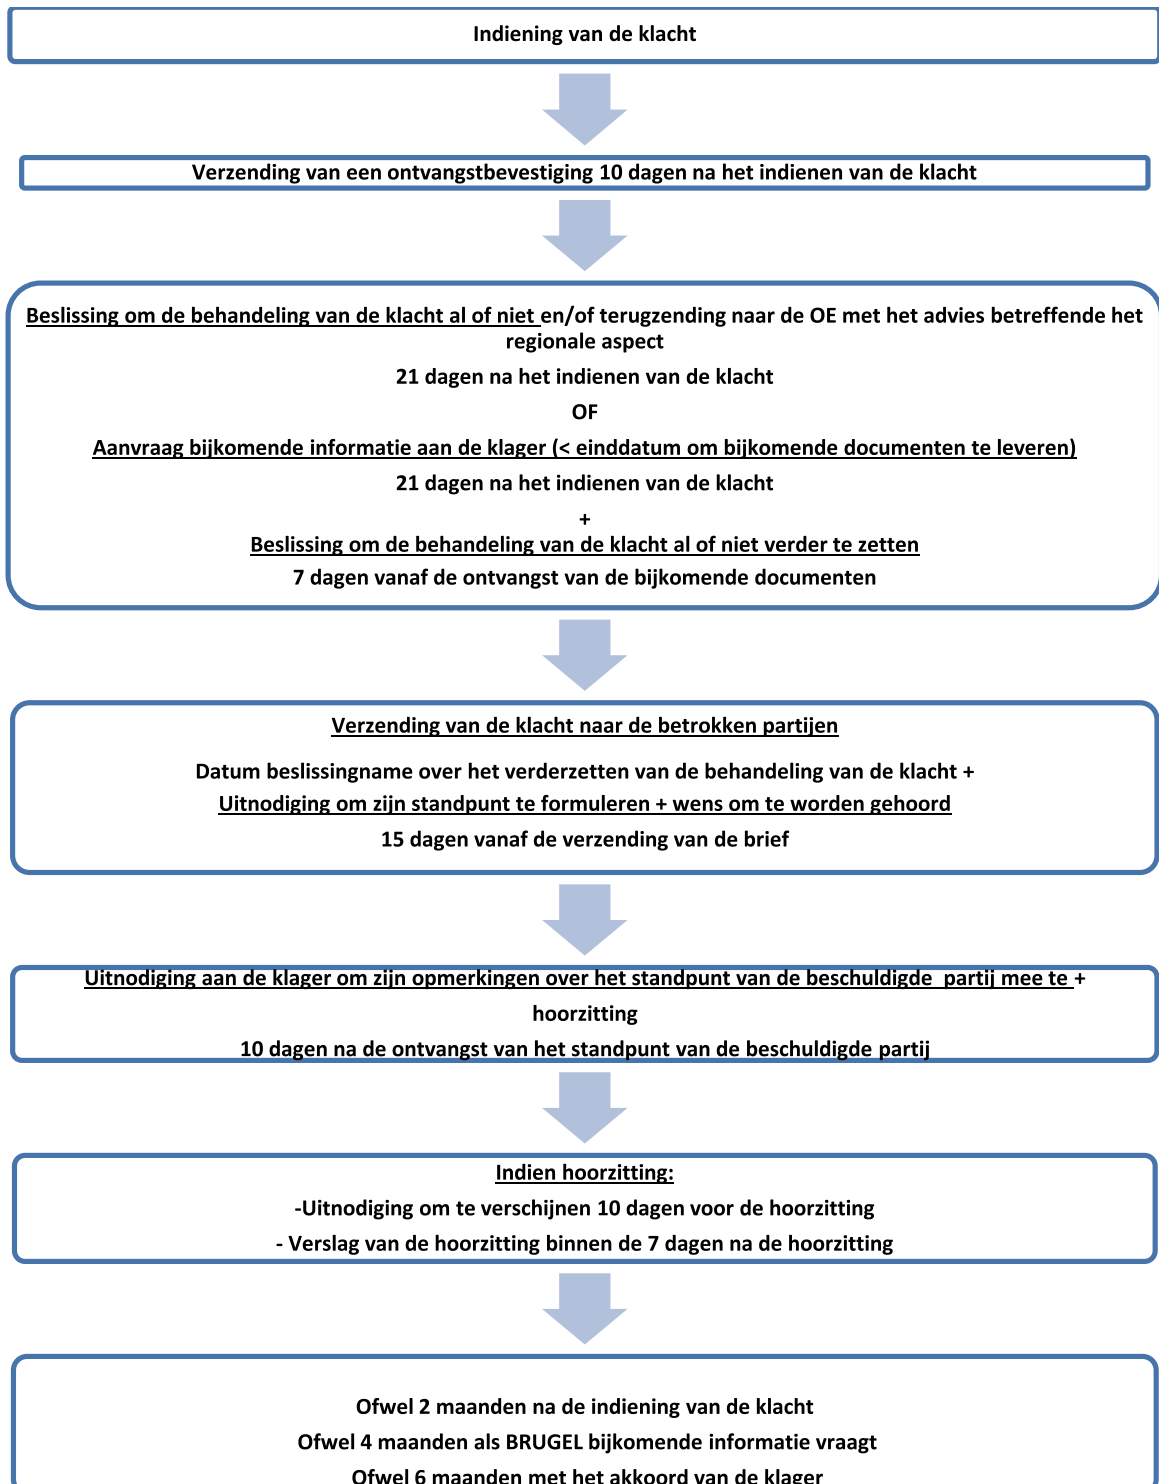 Indiening van de klacht
Verzending van een ontvangstbevestiging 10 dagen na het indienen van de klacht
Beslissing om de behandeling van de klacht al of niet en/of terugzending naar de OE met het advies betreffende het
regionale aspect
21 dagen na het indienen van de klacht
OF
Aanvraag bijkomende informatie aan de klager (< einddatum om bijkomende documenten te leveren)
21 dagen na het indienen van de klacht
+
Beslissing om de behandeling van de klacht al of niet verder te zetten
7 dagen vanaf de ontvangst van de bijkomende documenten
Verzending van de klacht naar de betrokken partijen
Datum beslissingname over het verderzetten van de behandeling van de klacht +
Uitnodiging om zijn standpunt te formuleren + wens om te worden gehoord
15 dagen vanaf de verzending van de brief
Uitnodiging aan de klager om zijn opmerkingen over het standpunt van de beschuldigde  partij mee te +
hoorzitting
10 dagen na de ontvangst van het standpunt van de beschuldigde partij
Indien hoorzitting:
-Uitnodiging om te verschijnen 10 dagen voor de hoorzitting
- Verslag van de hoorzitting binnen de 7 dagen na de hoorzitting
Ofwel 2 maanden na de indiening van de klacht
Ofwel 4 maanden als BRUGEL bijkomende informatie vraagt
Ofwel 6 maanden met het akkoord van de klager